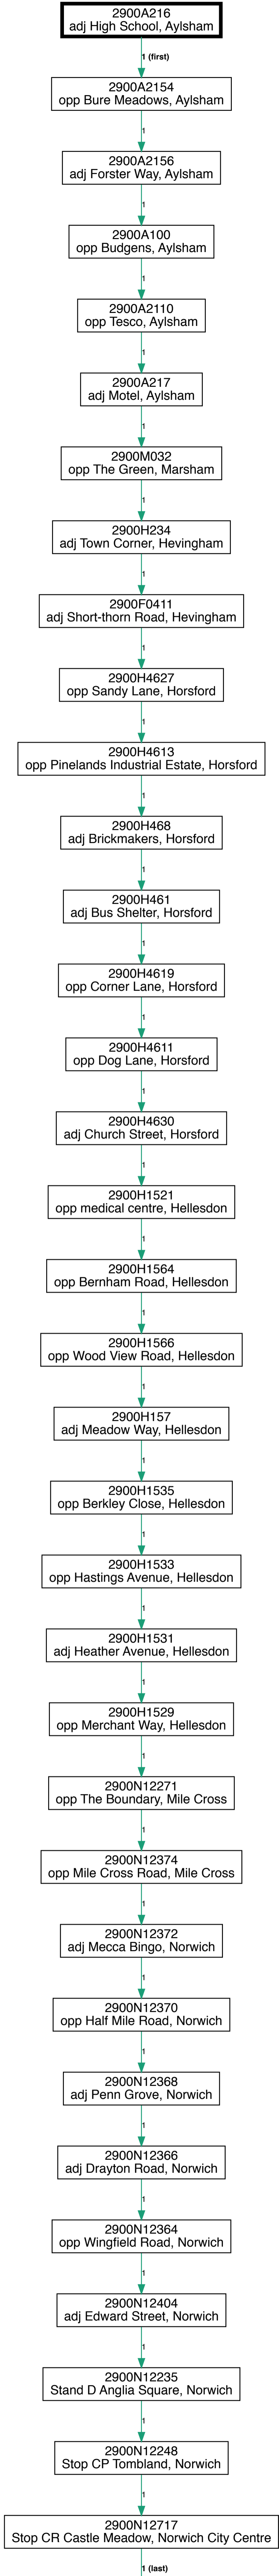 2900A216
adj High School, Aylsham
1 (first)
2900A2154
opp Bure Meadows, Aylsham
1
2900A2156
adj Forster Way, Aylsham
1
2900A100
opp Budgens, Aylsham
1
2900A2110
opp Tesco, Aylsham
1
2900A217
adj Motel, Aylsham
1
2900M032
opp The Green, Marsham
1
2900H234
adj Town Corner, Hevingham
1
2900F0411
adj Short-thorn Road, Hevingham
1
2900H4627
opp Sandy Lane, Horsford
1
2900H4613
opp Pinelands Industrial Estate, Horsford
1
2900H468
adj Brickmakers, Horsford
1
2900H461
adj Bus Shelter, Horsford
1
2900H4619
opp Corner Lane, Horsford
1
2900H4611
opp Dog Lane, Horsford
1
2900H4630
adj Church Street, Horsford
1
2900H1521
opp medical centre, Hellesdon
1
2900H1564
opp Bernham Road, Hellesdon
1
2900H1566
opp Wood View Road, Hellesdon
1
2900H157
adj Meadow Way, Hellesdon
1
2900H1535
opp Berkley Close, Hellesdon
1
2900H1533
opp Hastings Avenue, Hellesdon
1
2900H1531
adj Heather Avenue, Hellesdon
1
2900H1529
opp Merchant Way, Hellesdon
1
2900N12271
opp The Boundary, Mile Cross
1
2900N12374
opp Mile Cross Road, Mile Cross
1
2900N12372
adj Mecca Bingo, Norwich
1
2900N12370
opp Half Mile Road, Norwich
1
2900N12368
adj Penn Grove, Norwich
1
2900N12366
adj Drayton Road, Norwich
1
2900N12364
opp Wingfield Road, Norwich
1
2900N12404
adj Edward Street, Norwich
1
2900N12235
Stand D Anglia Square, Norwich
1
2900N12248
Stop CP Tombland, Norwich
1
2900N12717
Stop CR Castle Meadow, Norwich City Centre
1 (last)